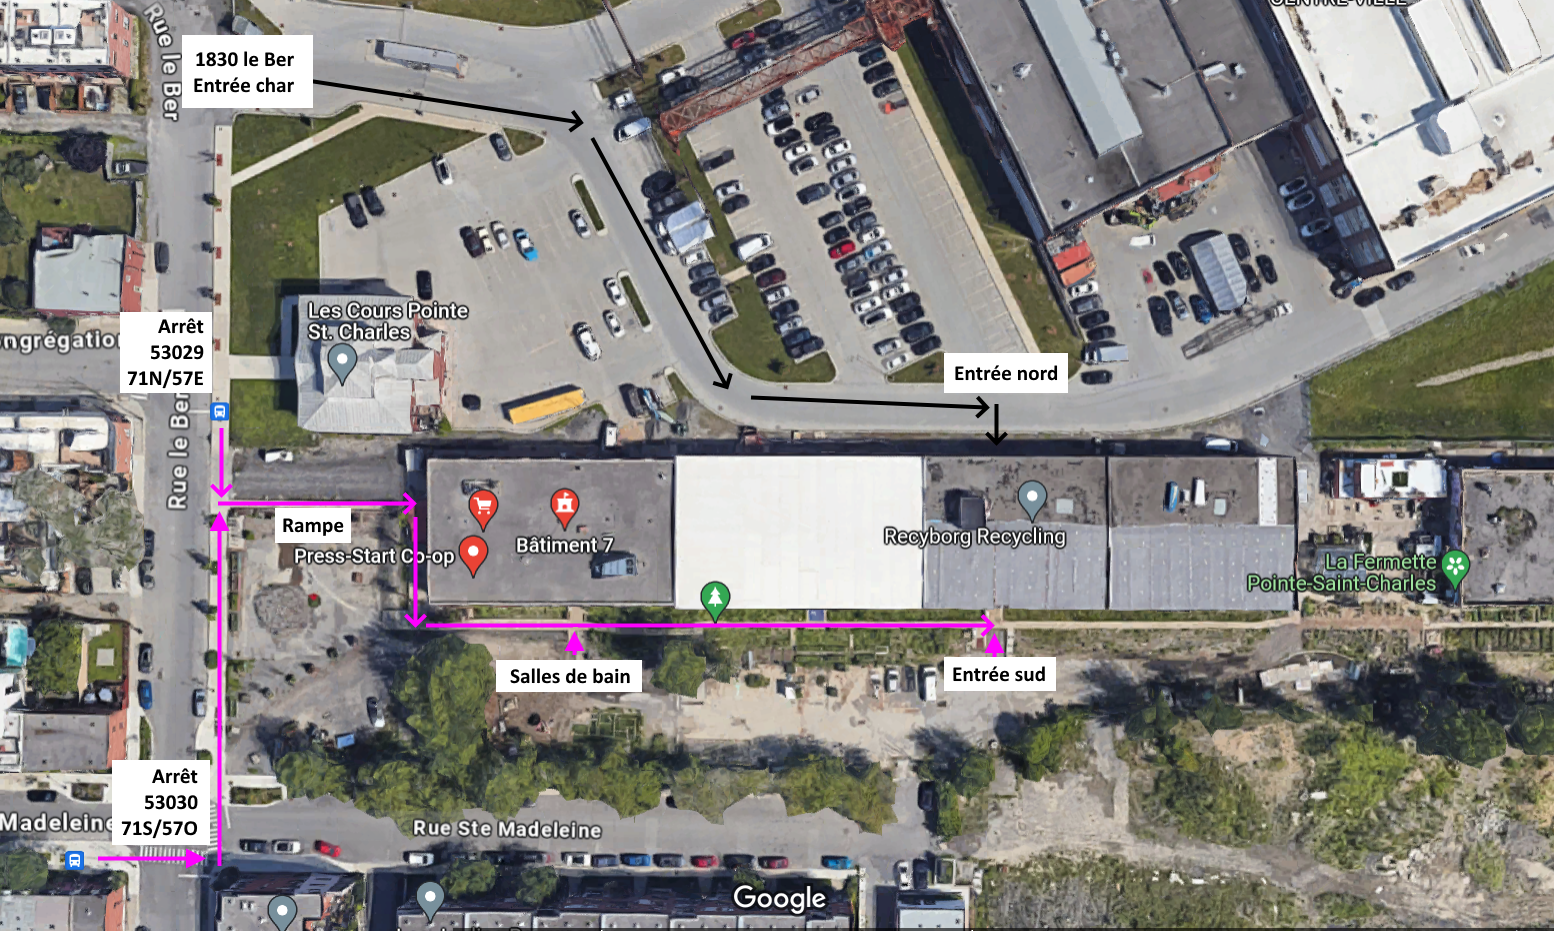 CENTRE-VILLE
Rue le Ber
1830 le Ber
Entrée char
Les Cours Pointe
St. Charles
Arrêt
53029
71N/57E
ngrégation
Entrée nord
Rue le Ber
Rampe
Press-Start Co-op
Bâtiment 7
Recyborg Recycling
La Fermette
Pointe-Saint-Charles
Salles de bain
Entrée sud
Arrêt
53030
71S/57O
Madeleine
Rue Ste Madeleine
Google